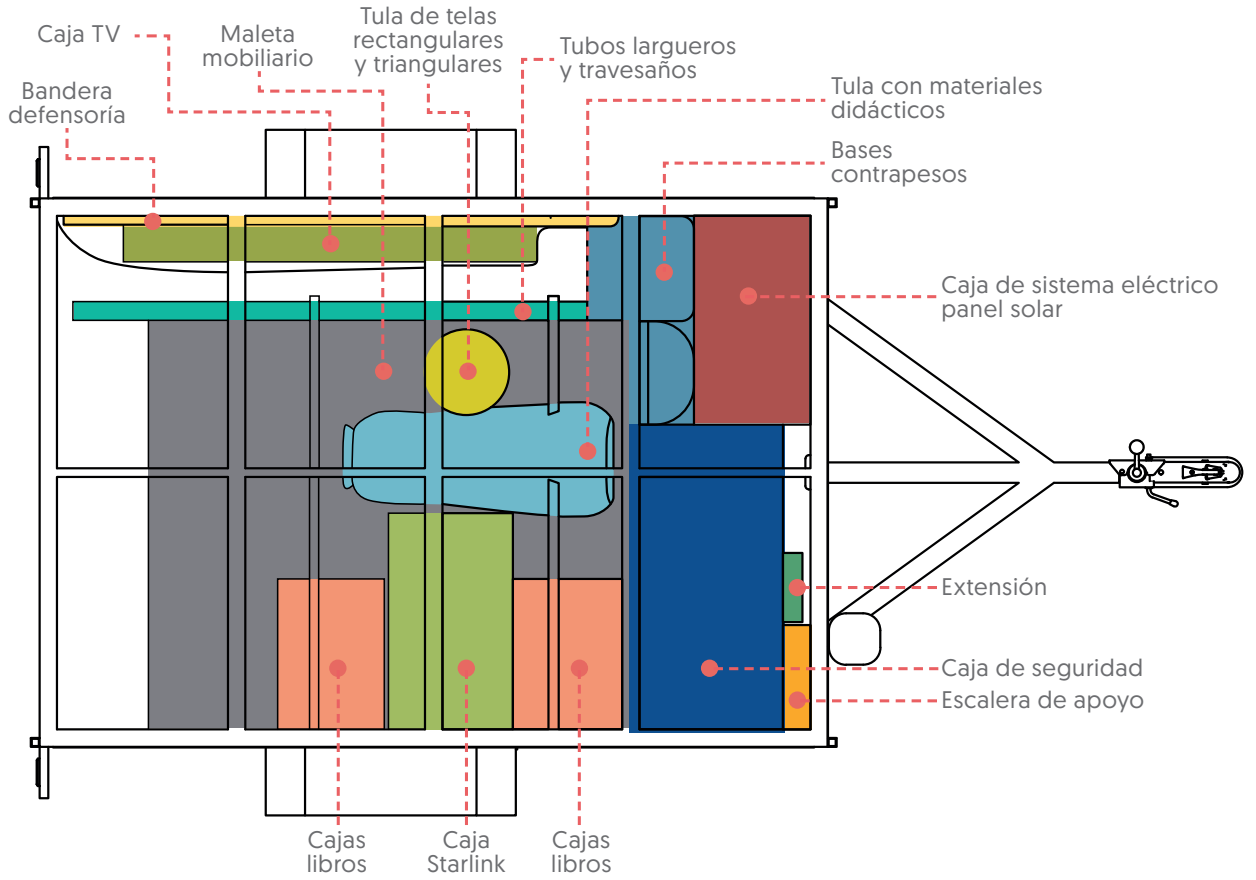 Caja TV
Maleta
mobiliario
Tula de telas
rectangulares
y triangulares
Tubos largueros
y travesaños
Tula con materiales
didácticos
Bandera
defensoría
Bases
contrapesos
Caja de sistema eléctrico
panel solar
Extensión
Caja de seguridad
Escalera de apoyo
Cajas
libros
Caja
Starlink
Cajas
libros